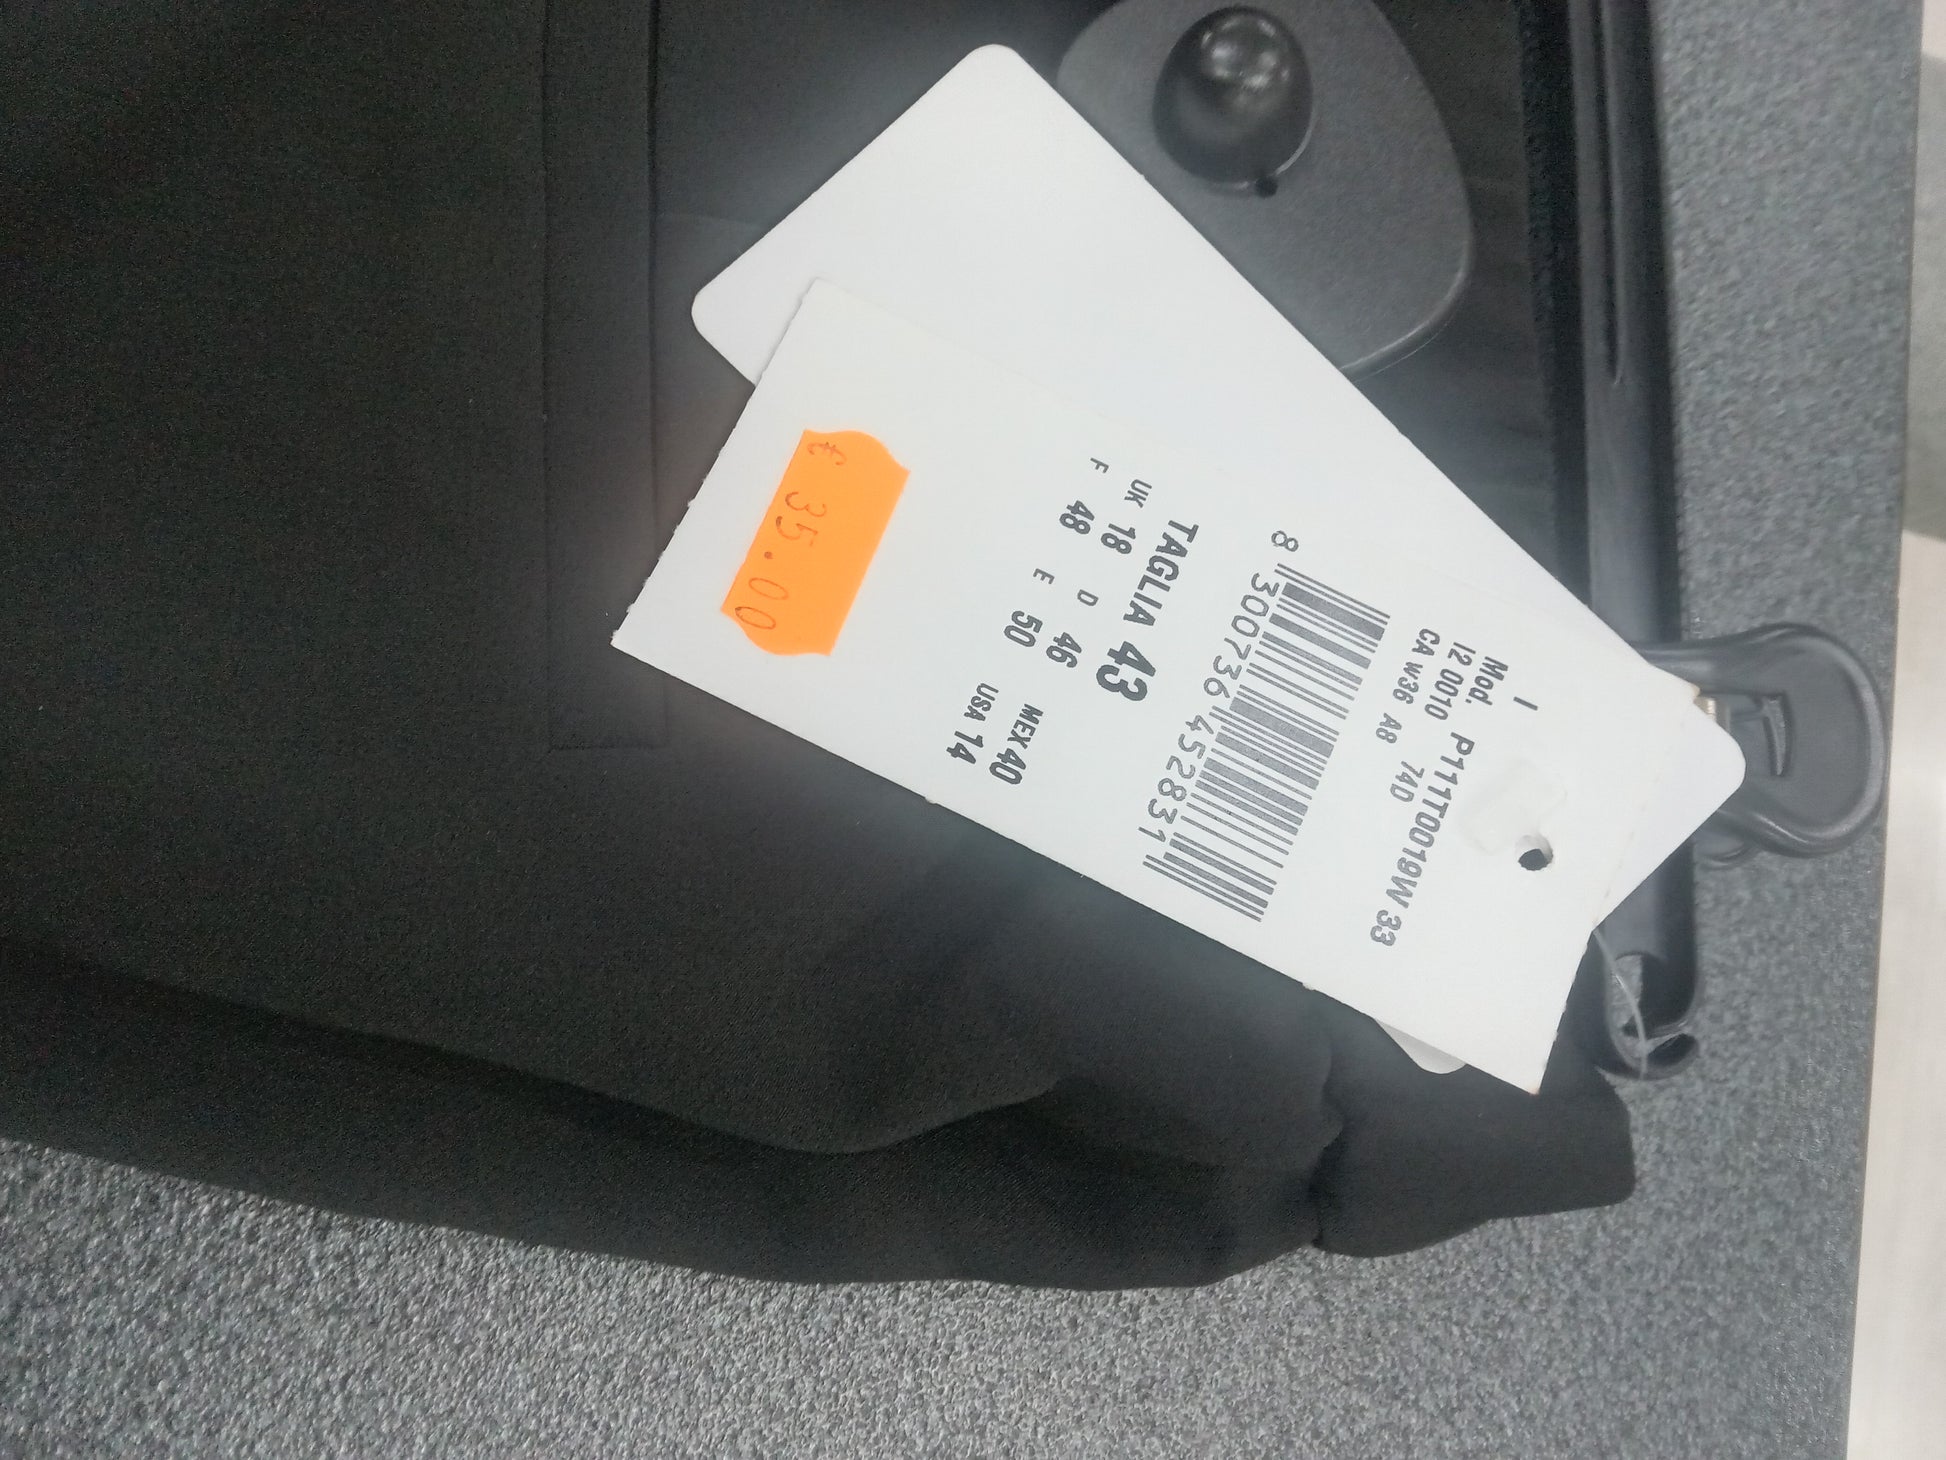 I
Mod. P111T0019W 33
I2 0010 74D
CA W36 A8
8 300736 452831
TAGLIA 43
UK 18 D 46 MEX 40
F 48 E 50 USA 14
€ 35.00